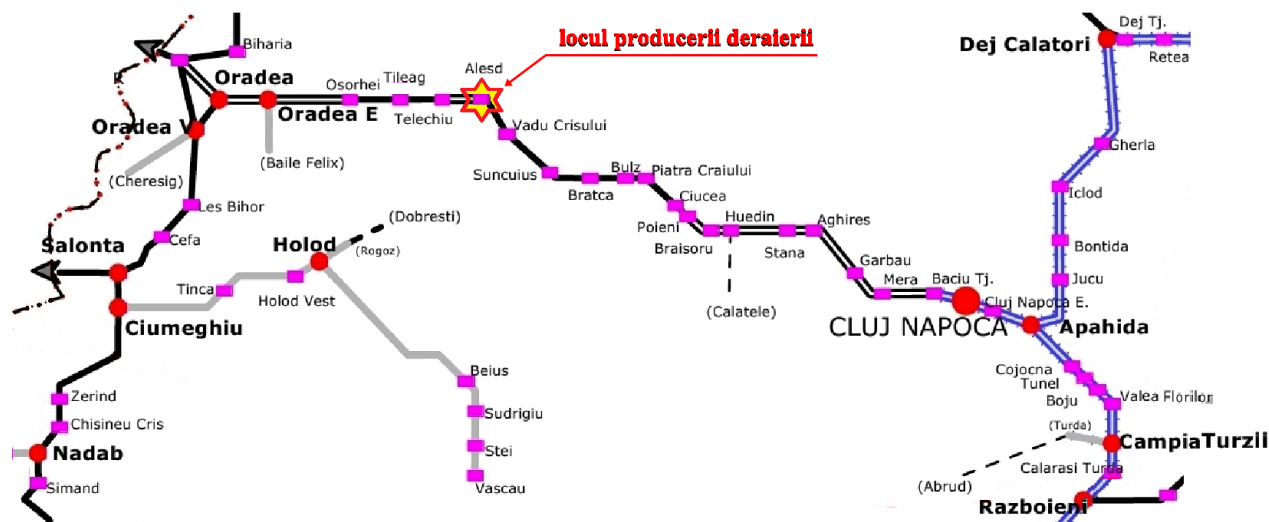 locul producerii deraierii
Dej Tj.
Dej Calatori
Retea
Biharia
Alesd
Oradea
Osorhei
Tileag
Oradea E
Telechiu
Oradea V
Vadu Crisului
(Baile Felix)
(Cheresig)
Gherla
Suncuius
Bulz
Piatra Craiului
Bratca
Iclod
Les Bihor
Ciucea
(Dobresti)
Huedin
Aghires
Poieni
Cefa
Salonta
Holod
(Rogoz)
Braisoru
Stana
Bontida
Garbau
Mera
Baciu Tj.
Jucu
Tinca
Holod Vest
Cluj Napoca E.
(Calatele)
CLUJ NAPOCA
Apahida
Ciumeghiu
Cojocna
Tunel
Boju
Valea Florilor
Beius
Zerind
Sudrigiu
Chisineu Cris
(Turda)
CampiaTurzii
Nadab
Stei
Calarasi Turda
Simand
Vascau
(Abrud)
Razboieni